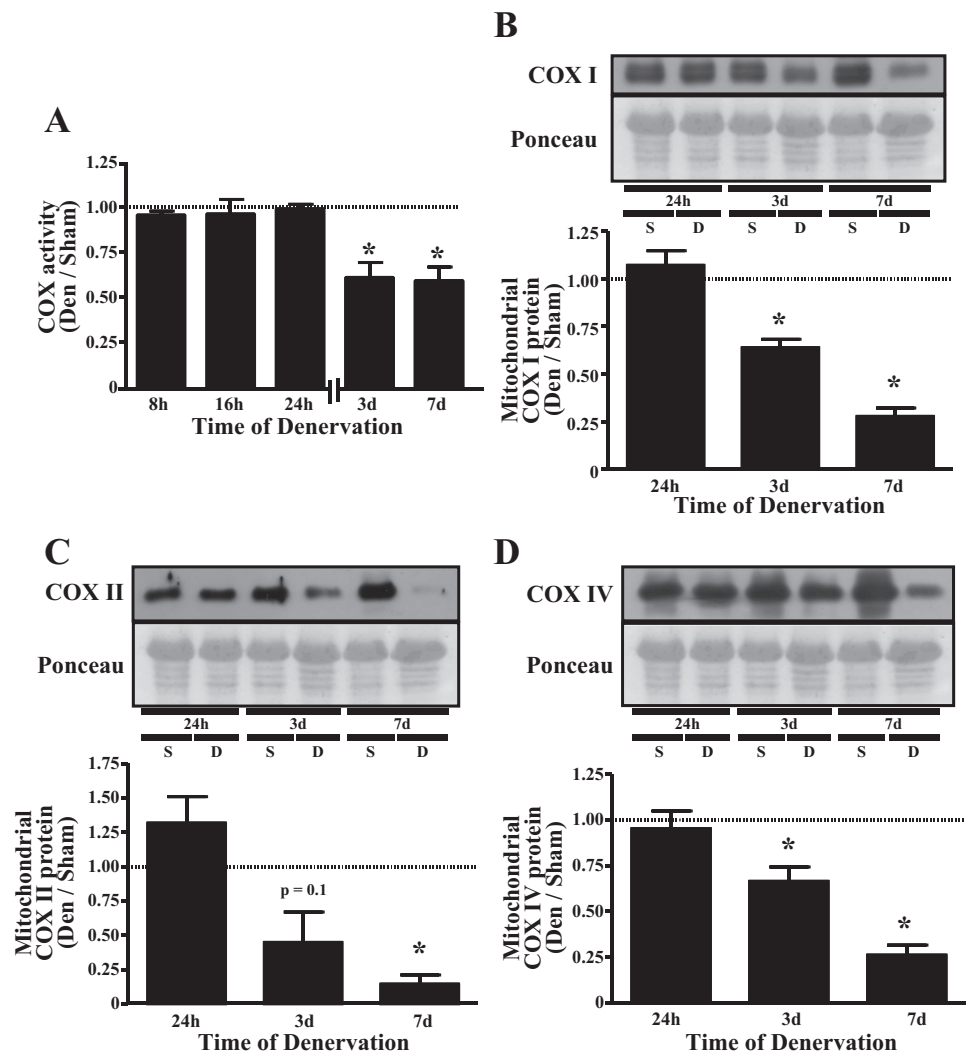 A
1.25
1.00
0.75
0.50
0.25
0
COX activity
(Den / Sham)
* *
8h 16h 24h 3d 7d
Time of Denervation
B
COX I
Ponceau
24h 3d 7d
S D S D S D
1.25
1.00
0.75
0.50
0.25
0
Mitochondrial
COX I protein
(Den / Sham)
*
*
24h 3d 7d
Time of Denervation
C
COX II
Ponceau
24h 3d 7d
S D S D S D
1.75
1.50
1.25
1.00
0.75
0.50
0.25
0
Mitochondrial
COX II protein
(Den / Sham)
p = 0.1
*
24h 3d 7d
Time of Denervation
D
COX IV
Ponceau
24h 3d 7d
S D S D S D
1.25
1.00
0.75
0.50
0.25
0
Mitochondrial
COX IV protein
(Den / Sham)
*
*
24h 3d 7d
Time of Denervation